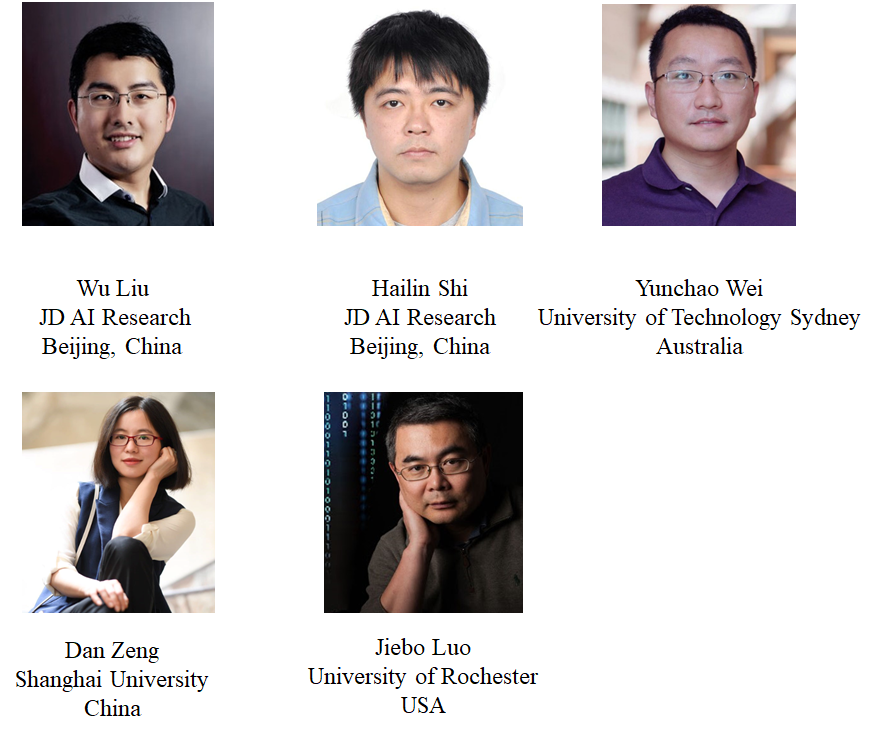 Wu Liu
JD AI Research
Beijing, China
Hailin Shi
JD AI Research
Beijing, China
Yunchao Wei
University of Technology Sydney
Australia
Dan Zeng
Shanghai University
China
Jiebo Luo
University of Rochester
USA